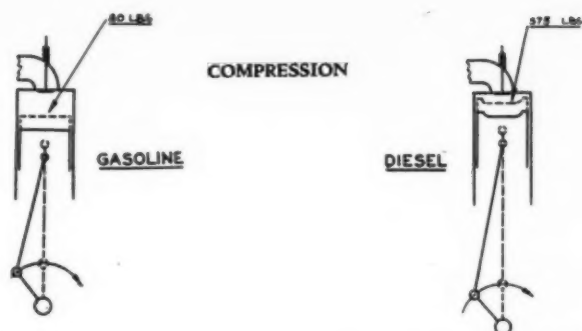 80 LBS
575 LBS
COMPRESSION
GASOLINE
DIESEL